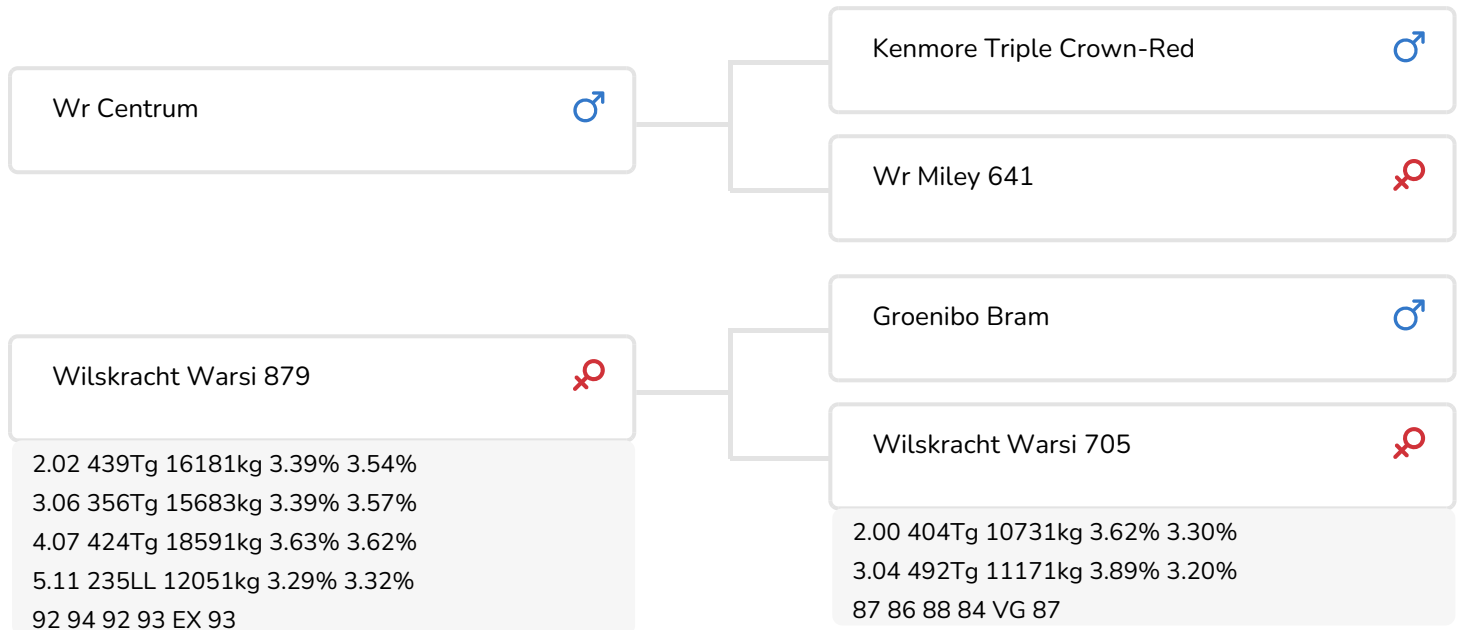 Wr Centrum
Kenmore Triple Crown-Red
Wr Miley 641
Wilskracht Warsi 879
2.02 439Tg 16181kg 3.39% 3.54%
3.06 356Tg 15683kg 3.39% 3.57%
4.07 424Tg 18591kg 3.63% 3.62%
5.11 235LL 12051kg 3.29% 3.32%
92 94 92 93 EX 93
Groenibo Bram
Wilskracht Warsi 705
2.00 404Tg 10731kg 3.62% 3.30%
3.04 492Tg 11171kg 3.89% 3.20%
87 86 88 84 VG 87